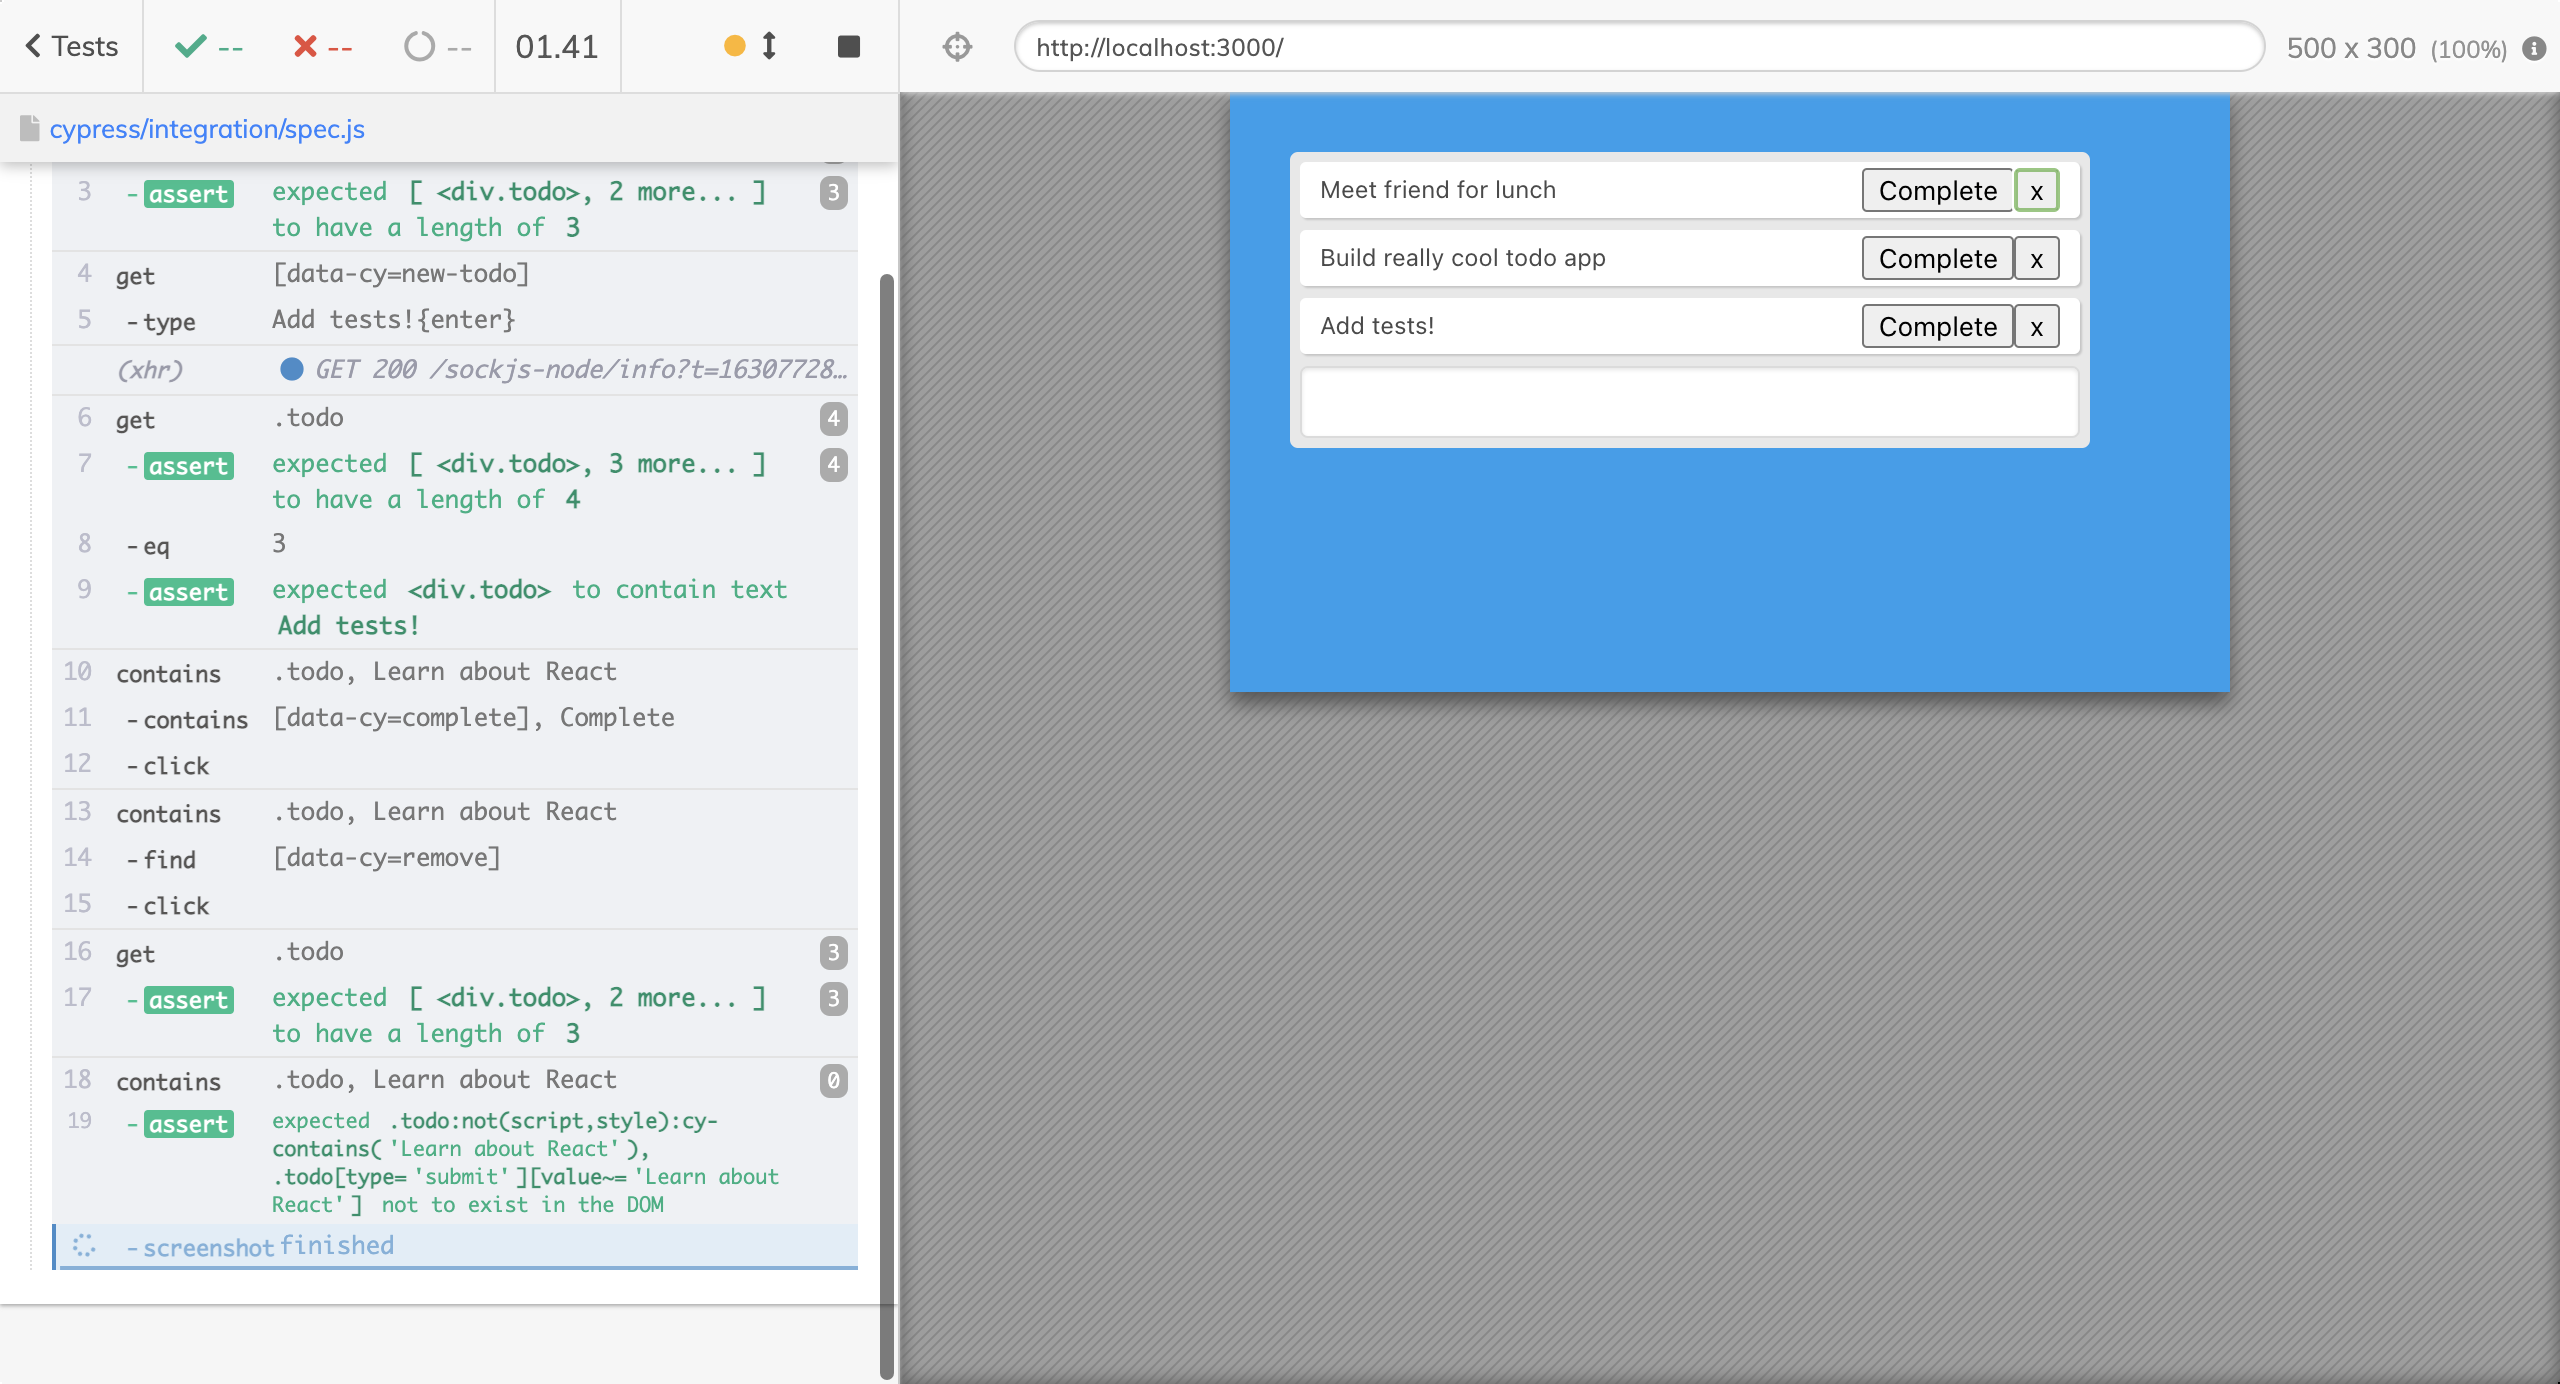 Tests -- -- -- 01.41
cypress/integration/spec.js
3 -assert expected [ <div.todo>, 2 more... ] 3
to have a length of 3
4 get [data-cy=new-todo]
5 -type Add tests!{enter}
(xhr) GET 200 /sockjs-node/info?t=16307728…
6 get .todo 4
7 -assert expected [ <div.todo>, 3 more... ] 4
to have a length of 4
8 -eq 3
9 -assert expected <div.todo> to contain text
Add tests!
10 contains .todo, Learn about React
11 -contains [data-cy=complete], Complete
12 -click
13 contains .todo, Learn about React
14 -find [data-cy=remove]
15 -click
16 get .todo 3
17 -assert expected [ <div.todo>, 2 more... ] 3
to have a length of 3
18 contains .todo, Learn about React 0
19 -assert expected .todo:not(script,style):cy-
contains('Learn about React'),
.todo[type='submit'][value~='Learn about
React'] not to exist in the DOM
-screenshot finished
http://localhost:3000/ 500 x 300 (100%)
Meet friend for lunch Complete x
Build really cool todo app Complete x
Add tests! Complete x